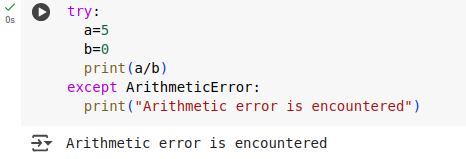 try:
  a=5
  b=0
  print(a/b)
except ArithmeticError:
  print("Arithmetic error is encountered")
0s
Arithmetic error is encountered